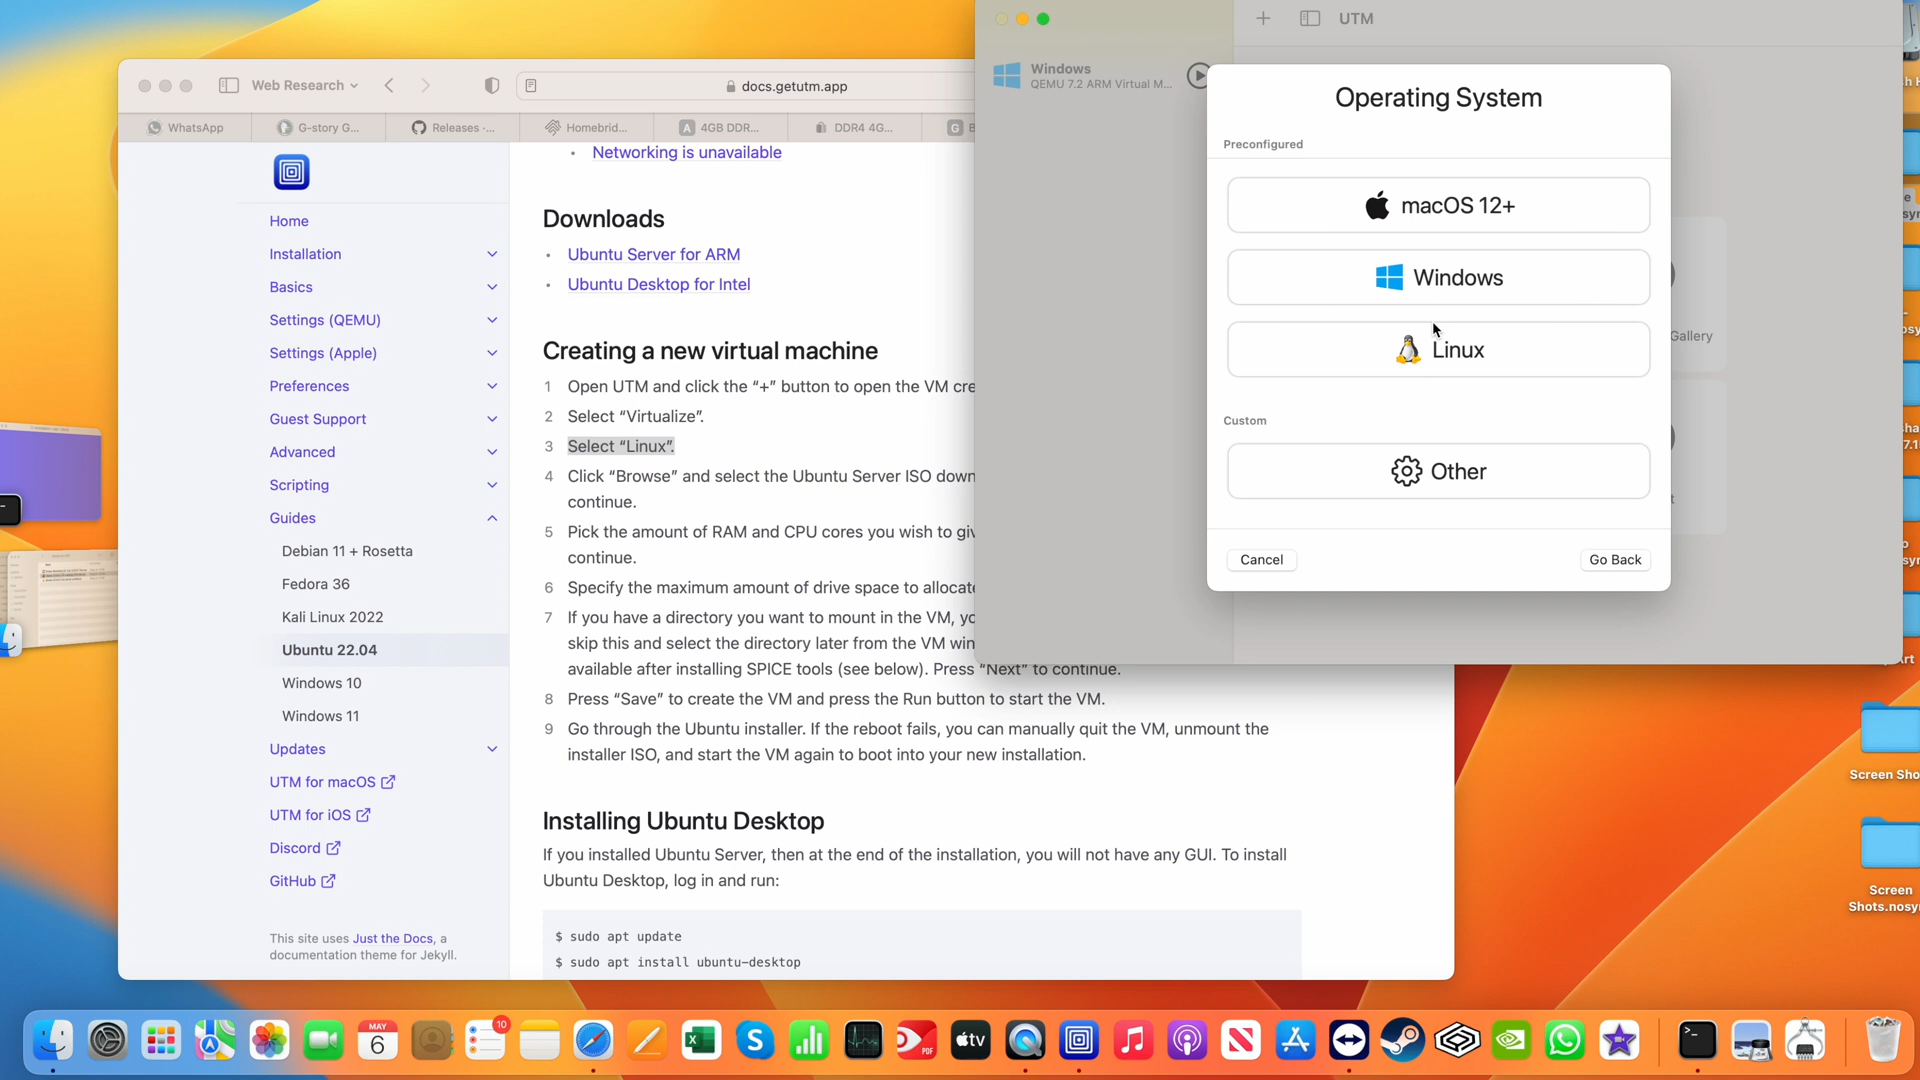 Web Research
docs.getutm.app
WhatsApp
G-story G...
Releases ·...
Homebrid...
4GB DDR...
DDR4 4G...
Home
Installation
Basics
Settings (QEMU)
Settings (Apple)
Preferences
Guest Support
Advanced
Scripting
Guides
Debian 11 + Rosetta
Fedora 36
Kali Linux 2022
Ubuntu 22.04
Windows 10
Windows 11
Updates
UTM for macOS
UTM for iOS
Discord
GitHub
This site uses Just the Docs, a
documentation theme for Jekyll.
• Networking is unavailable
Downloads
• Ubuntu Server for ARM
• Ubuntu Desktop for Intel
Creating a new virtual machine
1 Open UTM and click the “+” button to open the VM cre
2 Select “Virtualize”.
3 Select “Linux”.
4 Click “Browse” and select the Ubuntu Server ISO down
continue.
5 Pick the amount of RAM and CPU cores you wish to giv
continue.
6 Specify the maximum amount of drive space to allocate
7 If you have a directory you want to mount in the VM, yo
skip this and select the directory later from the VM win
available after installing SPICE tools (see below). Press “Next” to continue.
8 Press “Save” to create the VM and press the Run button to start the VM.
9 Go through the Ubuntu installer. If the reboot fails, you can manually quit the VM, unmount the
installer ISO, and start the VM again to boot into your new installation.
Installing Ubuntu Desktop
If you installed Ubuntu Server, then at the end of the installation, you will not have any GUI. To install
Ubuntu Desktop, log in and run:
$ sudo apt update
$ sudo apt install ubuntu-desktop
UTM
Windows
QEMU 7.2 ARM Virtual M...
Operating System
Preconfigured
macOS 12+
Windows
Linux
Custom
Other
Cancel
Go Back
Gallery
Screen Sho
Screen
Shots.nosyn
10
MAY
6
PDF
tv